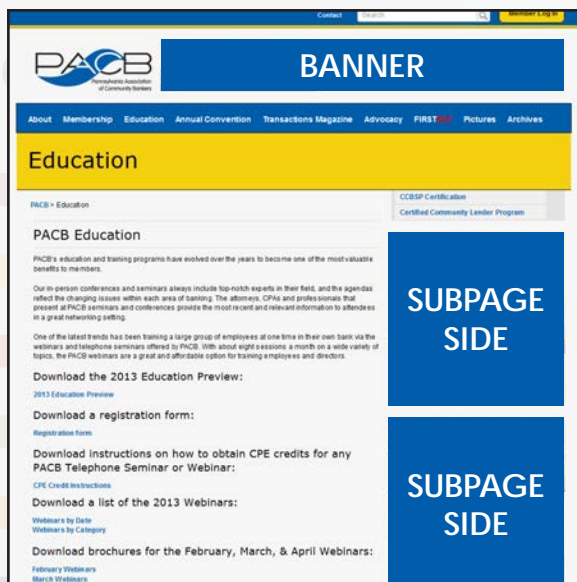 Contact Search Member Log In
PACB
Pennsylvania Association
of Community Bankers
BANNER
About Membership Education Annual Convention Transactions Magazine Advocacy FIRST Pictures Archives
Education
PACB > Education
CCBSP Certification
Certified Community Lender Program
PACB Education
PACB's education and training programs have evolved over the years to become one of the most valuable
benefits to members.
Our in-person conferences and seminars always include top-notch experts in their field, and the agendas
reflect the changing issues within each area of banking. The attorneys, CPAs and professionals that
present at PACB seminars and conferences provide the most recent and relevant information to attendees
in a great networking setting.
One of the latest trends has been training a large group of employees at one time in their own bank via the
webinars and telephone seminars offered by PACB. With about eight sessions a month on a wide variety of
topics, the PACB webinars are a great and affordable option for training employees and directors.
Download the 2013 Education Preview:
2013 Education Preview
Download a registration form:
Registration form
Download instructions on how to obtain CPE credits for any
PACB Telephone Seminar or Webinar:
CPE Credit Instructions
Download a list of the 2013 Webinars:
Webinars by Date
Webinars by Category
Download brochures for the February, March, & April Webinars:
February Webinars
March Webinars
SUBPAGE
SIDE
SUBPAGE
SIDE